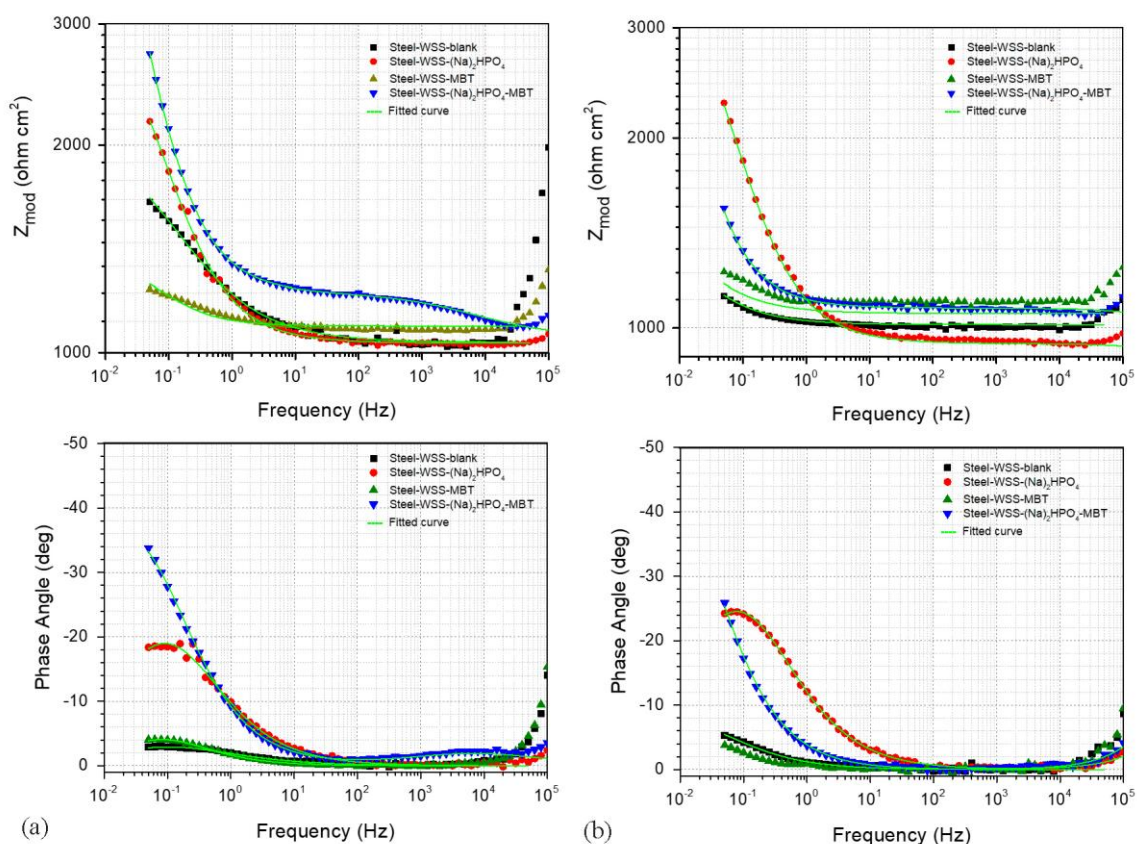 3000
2000
1000
Z_mod (ohm cm²)
Steel-WSS-blank
Steel-WSS-(Na)₂HPO₄
Steel-WSS-MBT
Steel-WSS-(Na)₂HPO₄-MBT
Fitted curve
10⁻² 10⁻¹ 10⁰ 10¹ 10² 10³ 10⁴ 10⁵
Frequency (Hz)
3000
2000
1000
Z_mod (ohm cm²)
Steel-WSS-blank
Steel-WSS-(Na)₂HPO₄
Steel-WSS-MBT
Steel-WSS-(Na)₂HPO₄-MBT
Fitted curve
10⁻² 10⁻¹ 10⁰ 10¹ 10² 10³ 10⁴ 10⁵
Frequency (Hz)
-50
-40
-30
-20
-10
0
Phase Angle (deg)
Steel-WSS-blank
Steel-WSS-(Na)₂HPO₄
Steel-WSS-MBT
Steel-WSS-(Na)₂HPO₄-MBT
Fitted curve
10⁻² 10⁻¹ 10⁰ 10¹ 10² 10³ 10⁴ 10⁵
Frequency (Hz)
(a)
-50
-40
-30
-20
-10
0
Phase Angle (deg)
Steel-WSS-blank
Steel-WSS-(Na)₂HPO₄
Steel-WSS-MBT
Steel-WSS-(Na)₂HPO₄-MBT
Fitted curve
10⁻² 10⁻¹ 10⁰ 10¹ 10² 10³ 10⁴ 10⁵
Frequency (Hz)
(b)